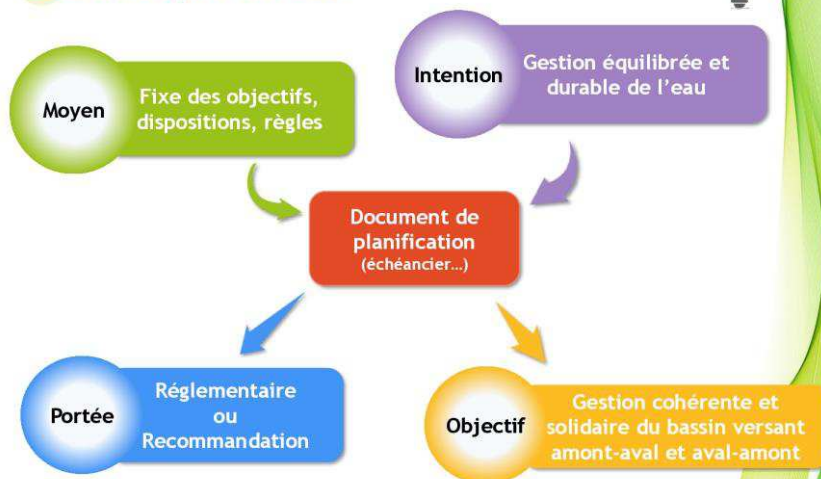 Moyen
Fixe des objectifs,
dispositions, règles
Intention
Gestion équilibrée et
durable de l'eau
Document de
planification
(échéancier...)
Portée
Réglementaire
ou
Recommandation
Objectif
Gestion cohérente et
solidaire du bassin versant
amont-aval et aval-amont